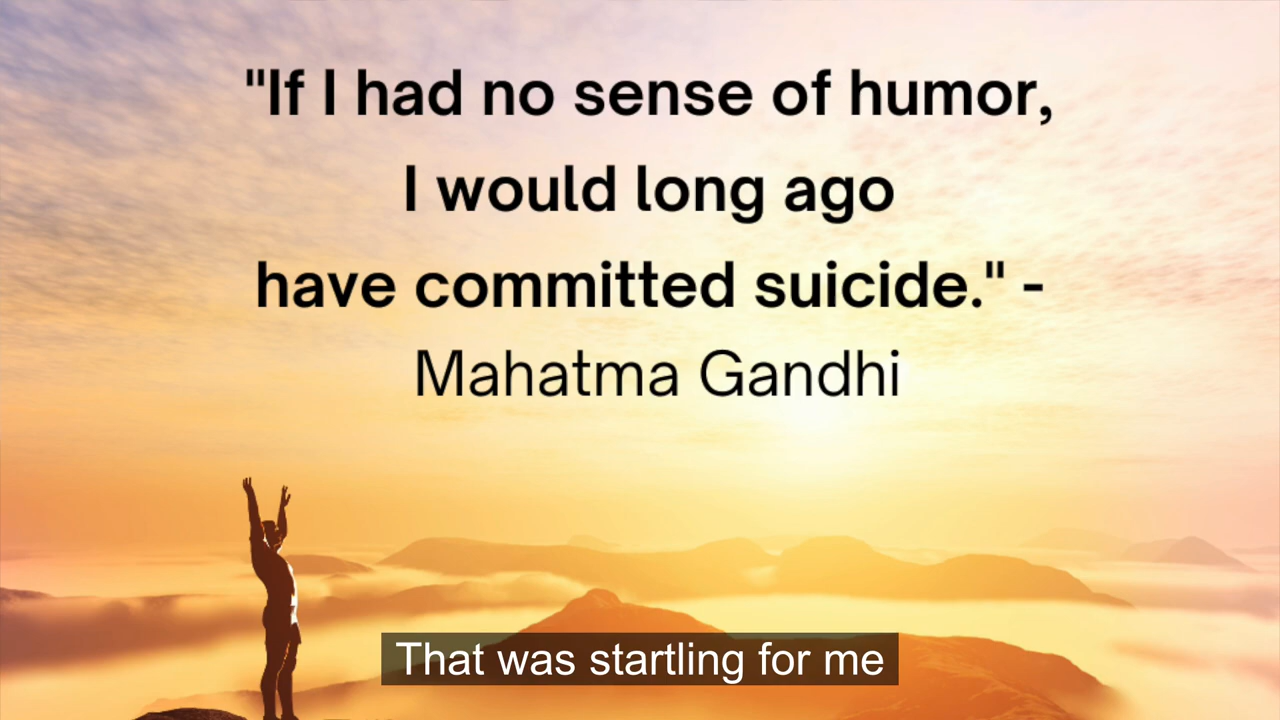 "If I had no sense of humor,
I would long ago
have committed suicide." -
Mahatma Gandhi
That was startling for me